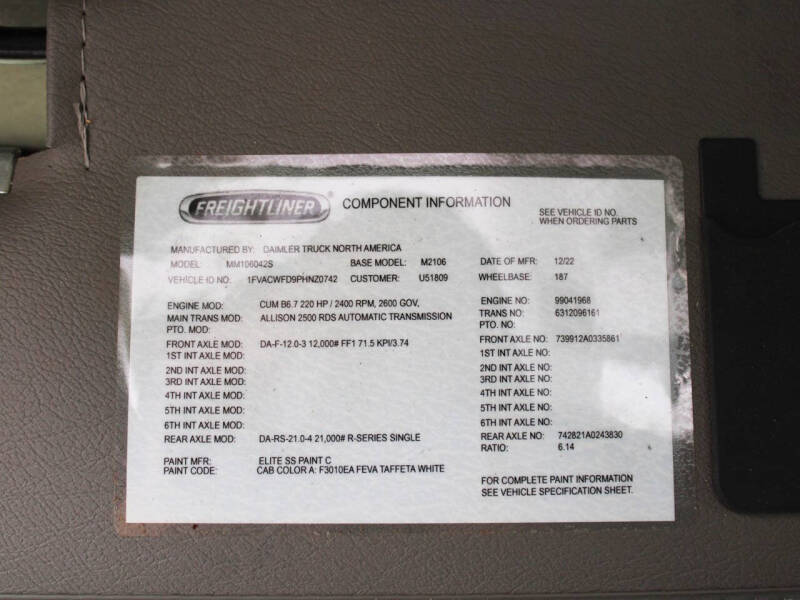 FREIGHTLINER ® COMPONENT INFORMATION
SEE VEHICLE ID NO.
WHEN ORDERING PARTS
MANUFACTURED BY: DAIMLER TRUCK NORTH AMERICA
MODEL: MM106042S BASE MODEL: M2106 DATE OF MFR: 12/22
VEHICLE ID NO: 1FVACWFD9PHNZ0742 CUSTOMER: U51809 WHEELBASE: 187
ENGINE MOD: CUM B6.7 220 HP / 2400 RPM, 2600 GOV, ENGINE NO: 99041968
MAIN TRANS MOD: ALLISON 2500 RDS AUTOMATIC TRANSMISSION TRANS NO: 6312096161
PTO. MOD: PTO. NO:
FRONT AXLE MOD: DA-F-12.0-3 12,000# FF1 71.5 KPI/3.74 FRONT AXLE NO: 739912A0335861
1ST INT AXLE MOD: 1ST INT AXLE NO:
2ND INT AXLE MOD: 2ND INT AXLE NO:
3RD INT AXLE MOD: 3RD INT AXLE NO:
4TH INT AXLE MOD: 4TH INT AXLE NO:
5TH INT AXLE MOD: 5TH INT AXLE NO:
6TH INT AXLE MOD: 6TH INT AXLE NO:
REAR AXLE MOD: DA-RS-21.0-4 21,000# R-SERIES SINGLE REAR AXLE NO: 742821A0243830
RATIO: 6.14
PAINT MFR: ELITE SS PAINT C
PAINT CODE: CAB COLOR A: F3010EA FEVA TAFFETA WHITE
FOR COMPLETE PAINT INFORMATION
SEE VEHICLE SPECIFICATION SHEET.